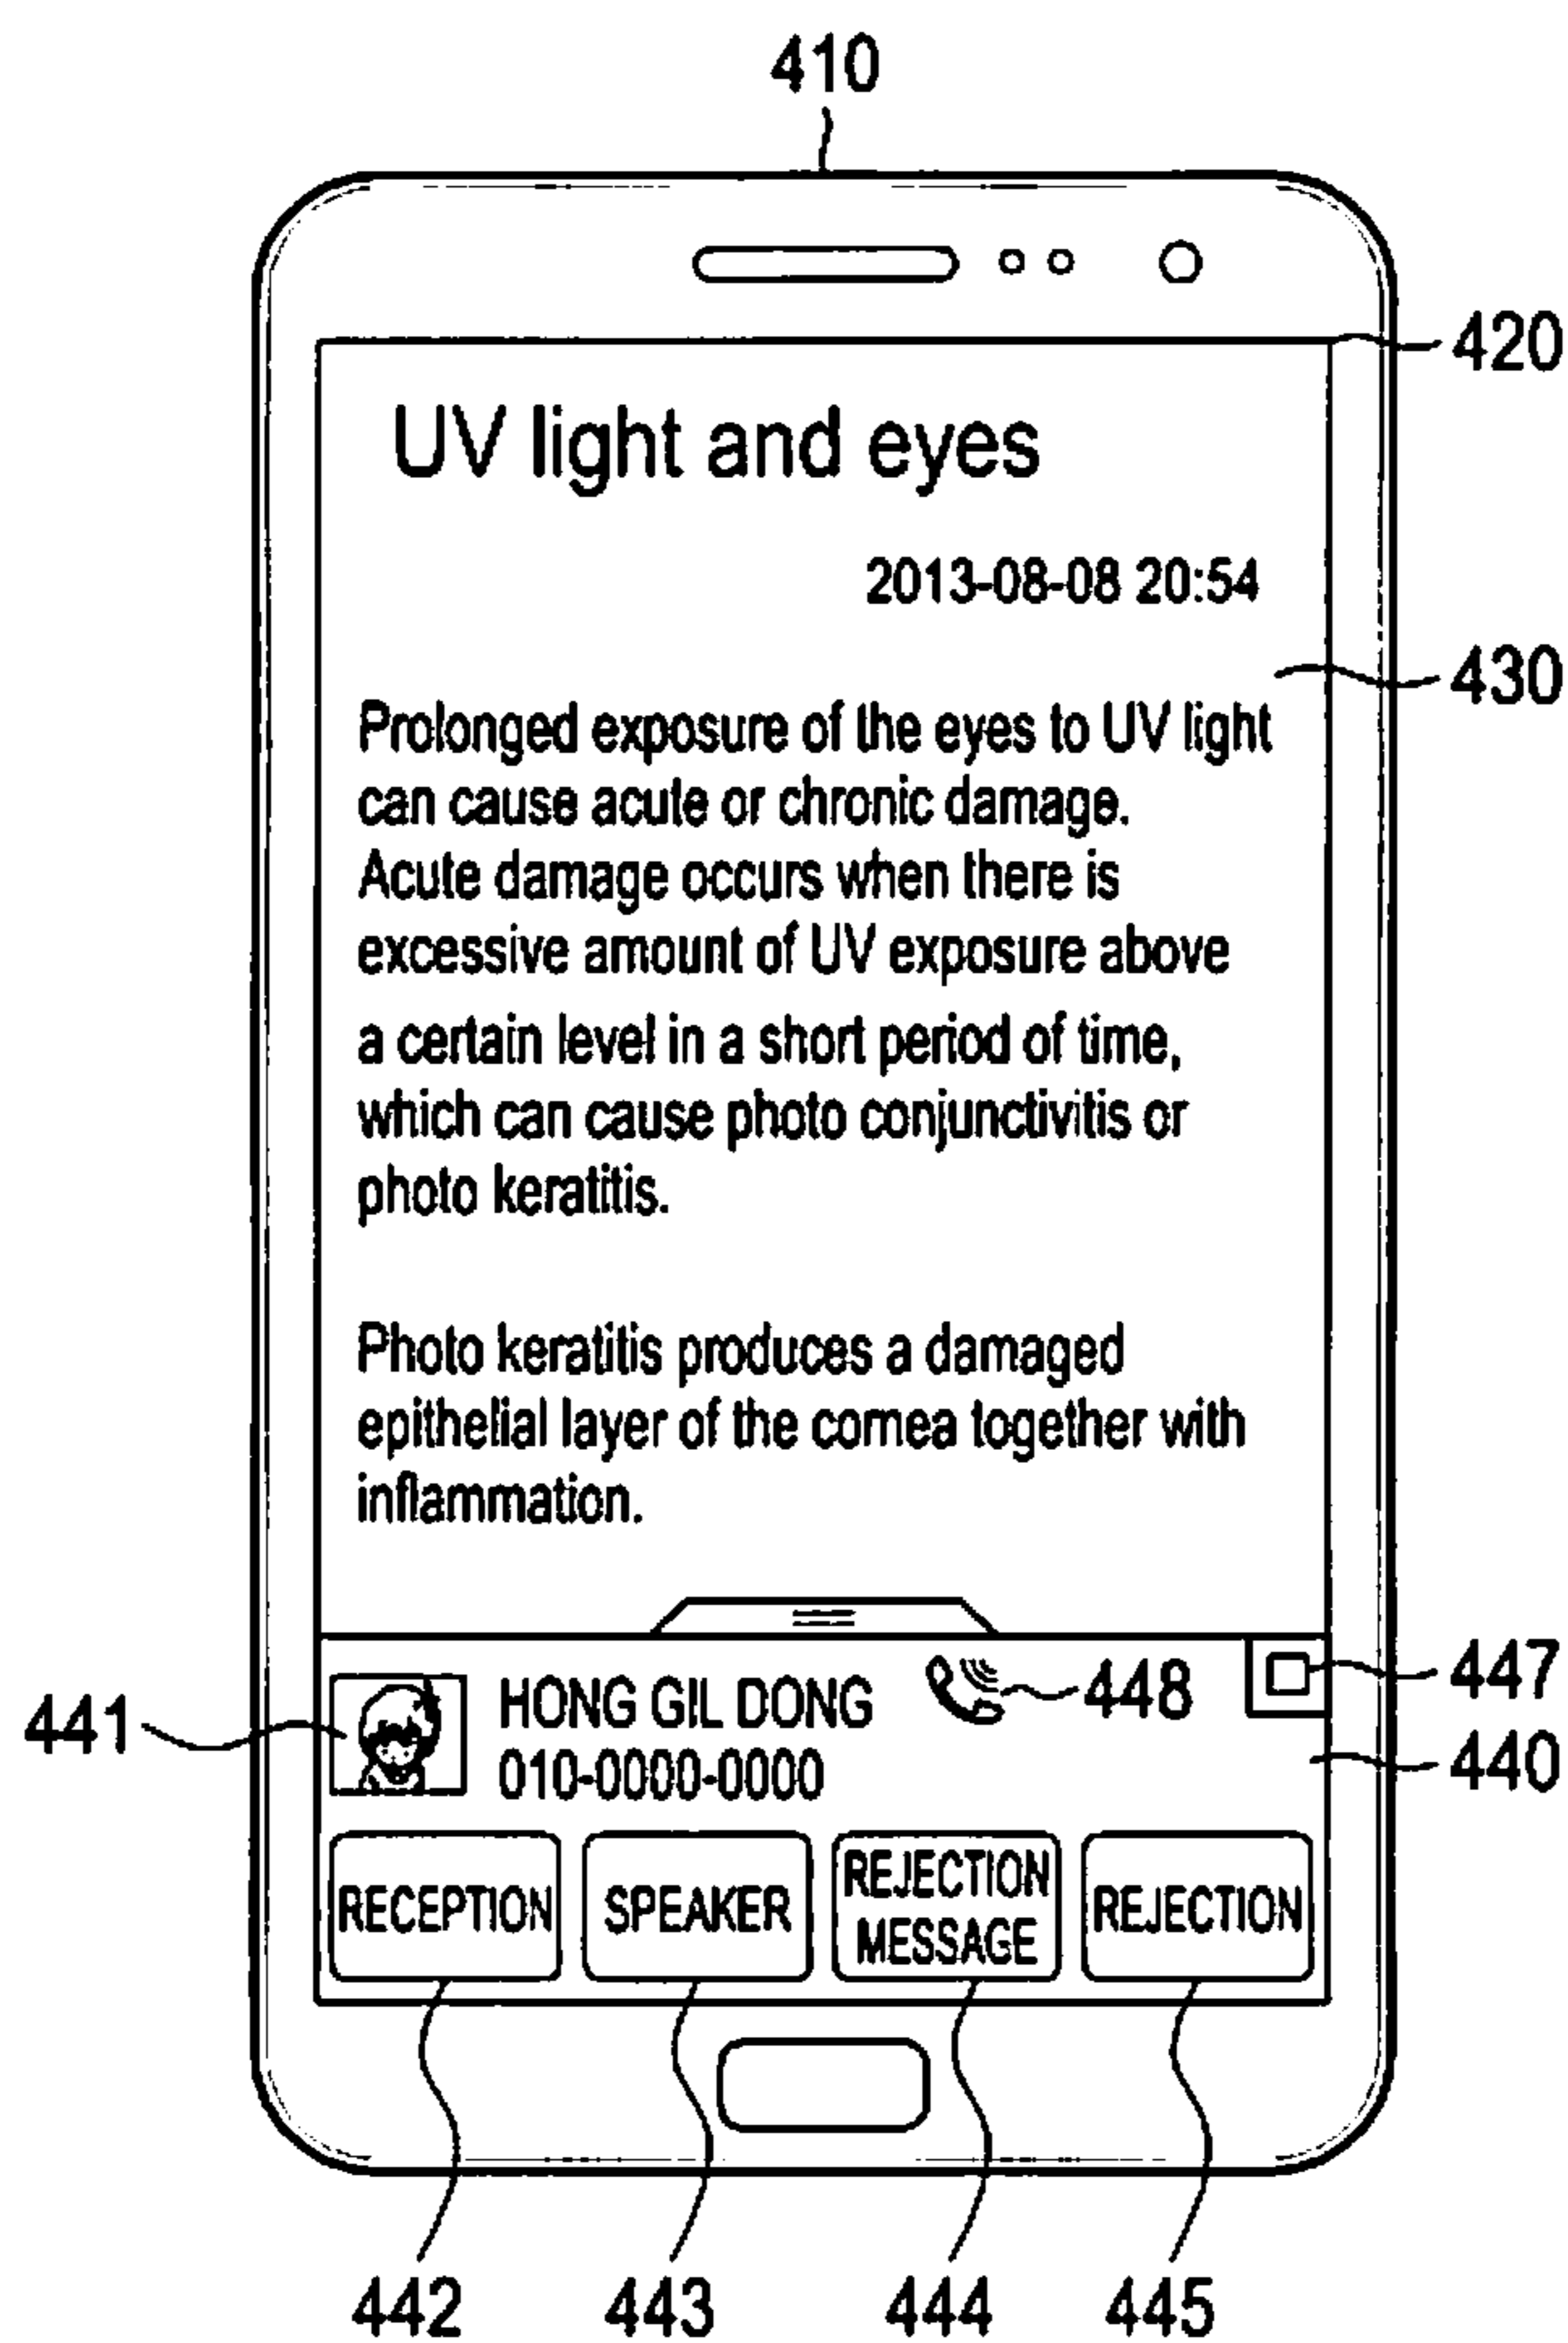 410
420
UV light and eyes
2013-08-08 20:54
430
Prolonged exposure of the eyes to UV light
can cause acute or chronic damage.
Acute damage occurs when there is
excessive amount of UV exposure above
a certain level in a short period of time,
which can cause photo conjunctivitis or
photo keratitis.
Photo keratitis produces a damaged
epithelial layer of the cornea together with
inflammation.
441
HONG GIL DONG
448
447
010-0000-0000
440
RECEPTION
SPEAKER
REJECTION
MESSAGE
REJECTION
442
443
444
445